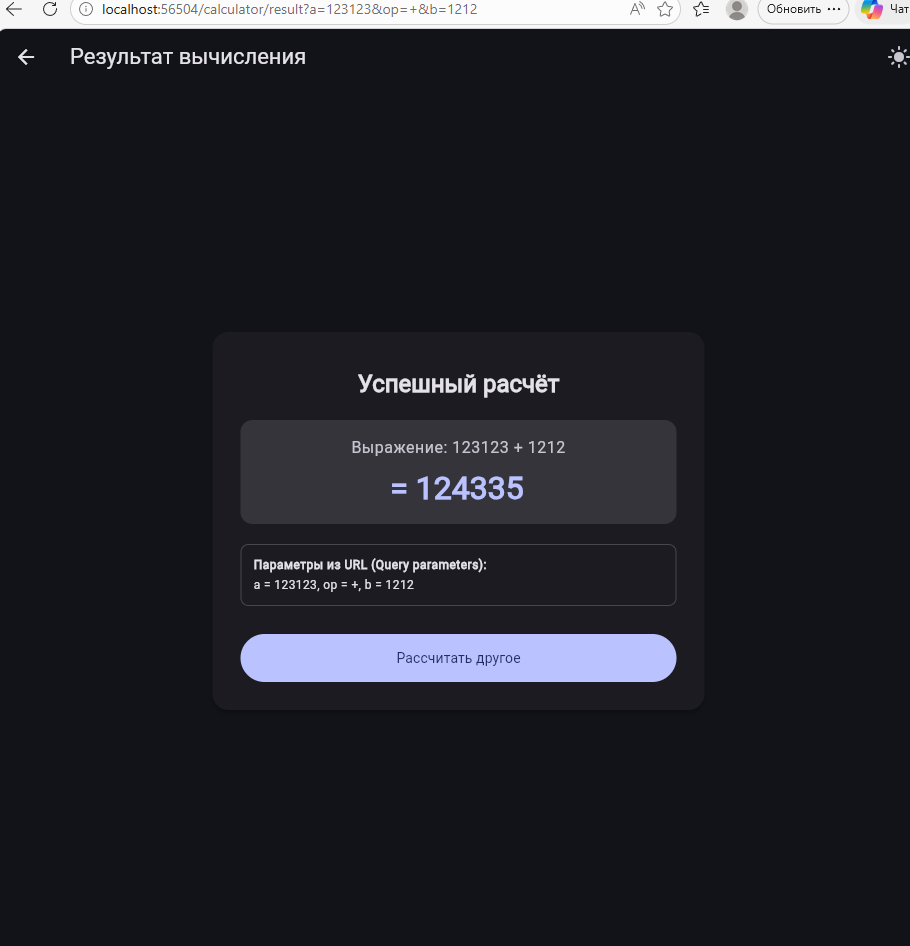 localhost:56504/calculator/result?a=123123&op=+&b=1212
Обновить ···
Чат
Результат вычисления
Успешный расчёт
Выражение: 123123 + 1212
= 124335
Параметры из URL (Query parameters):
a = 123123, op = +, b = 1212
Рассчитать другое